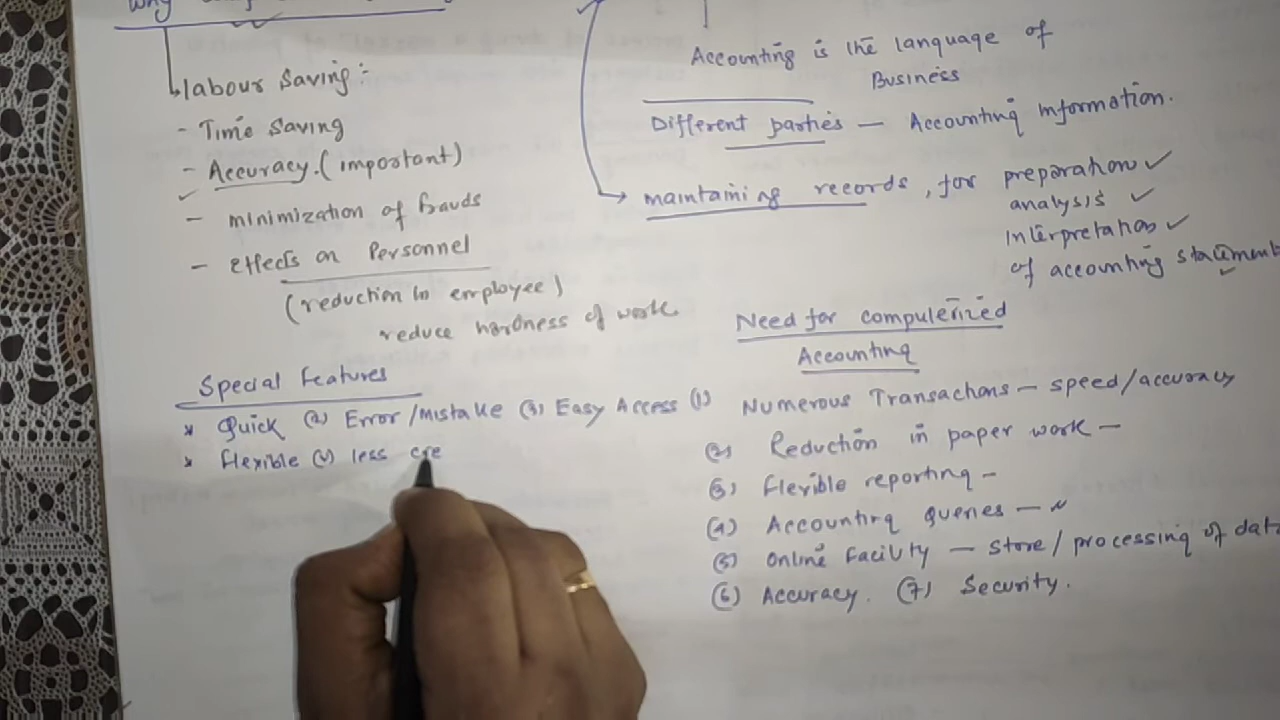 Why
Labour Saving :-
- Time Saving
- Accuracy. (important)
- minimization of frauds
- effects on Personnel
(reduction in employee)
reduce hardness of work
Special Features
* Quick (2) Error/Mistake (3) Easy Access
* Flexible (4) less
Accounting is the language of
Business
Different parties — Accounting Information.
maintaining records, for preparation
analysis
Interpretation
of accounting statement
Need for computerized
Accounting
(1) Numerous Transactions — speed/accuracy
(2) Reduction in paper work —
(3) Flexible reporting -
(4) Accounting queries —
(5) Online Facility — store/processing of data
(6) Accuracy. (7) Security.